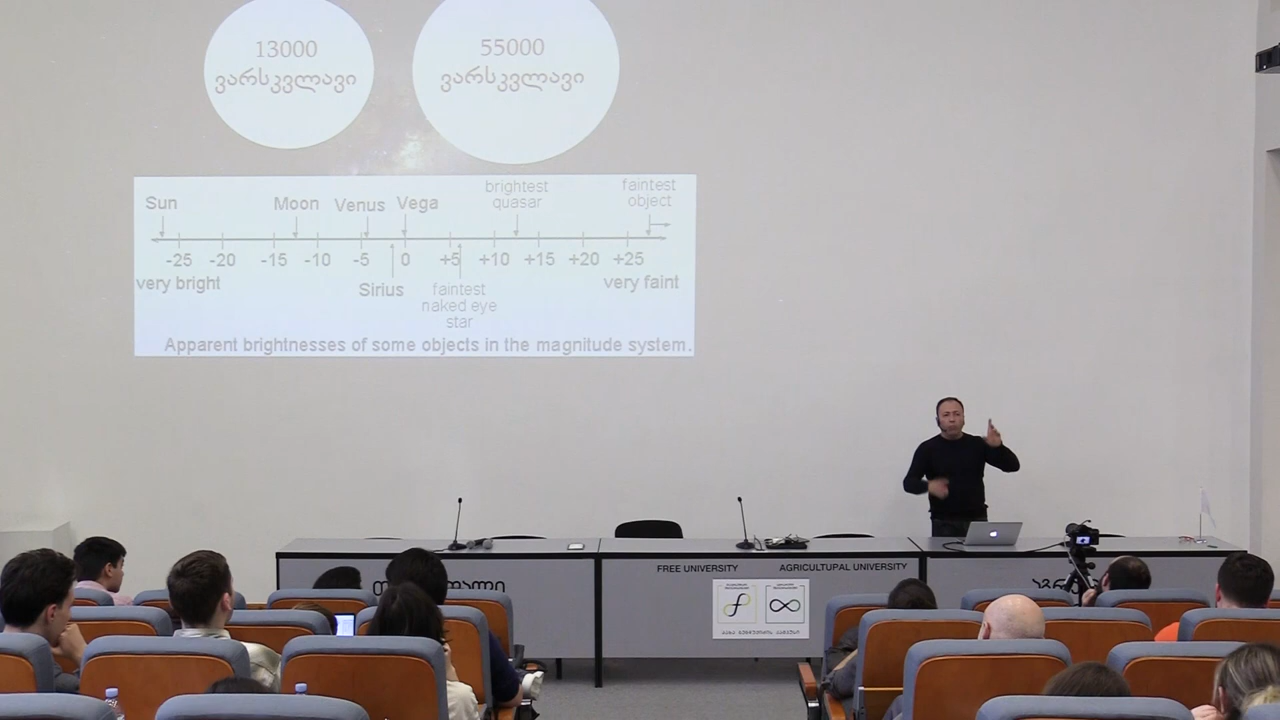 13000
ვარსკვლავი
55000
ვარსკვლავი
Sun
Moon
Venus
Vega
brightest
quasar
faintest
object
-25 -20 -15 -10 -5 0 +5 +10 +15 +20 +25
very bright
Sirius
faintest
naked eye
star
very faint
Apparent brightnesses of some objects in the magnitude system.
FREE UNIVERSITY
AGRICULTURAL UNIVERSITY